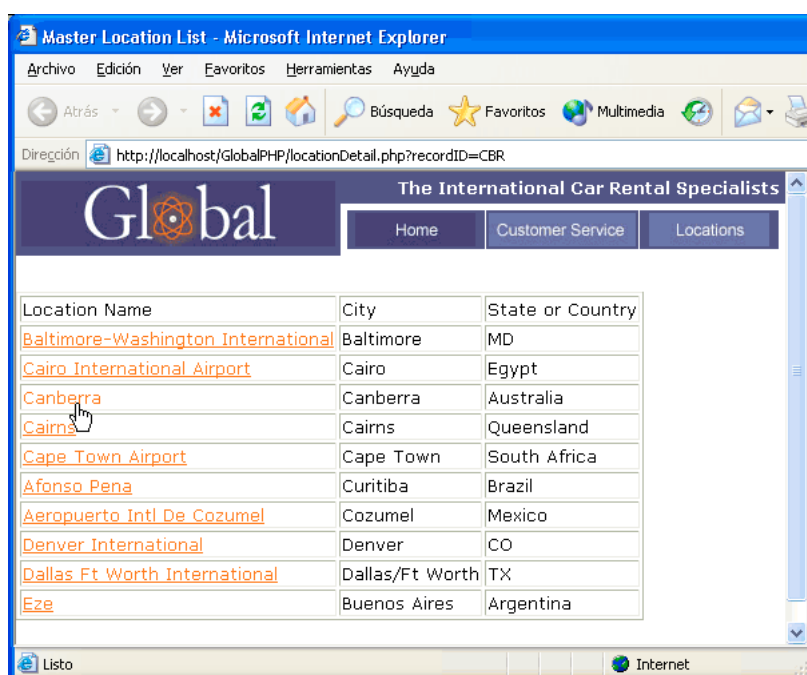 Master Location List - Microsoft Internet Explorer
Archivo Edición Ver Favoritos Herramientas Ayuda
Atrás Búsqueda Favoritos Multimedia
Dirección http://localhost/GlobalPHP/locationDetail.php?recordID=CBR
Global
The International Car Rental Specialists
Home Customer Service Locations
Location Name City State or Country
Baltimore-Washington International Baltimore MD
Cairo International Airport Cairo Egypt
Canberra Canberra Australia
Cairns Cairns Queensland
Cape Town Airport Cape Town South Africa
Afonso Pena Curitiba Brazil
Aeropuerto Intl De Cozumel Cozumel Mexico
Denver International Denver CO
Dallas Ft Worth International Dallas/Ft Worth TX
Eze Buenos Aires Argentina
Listo Internet